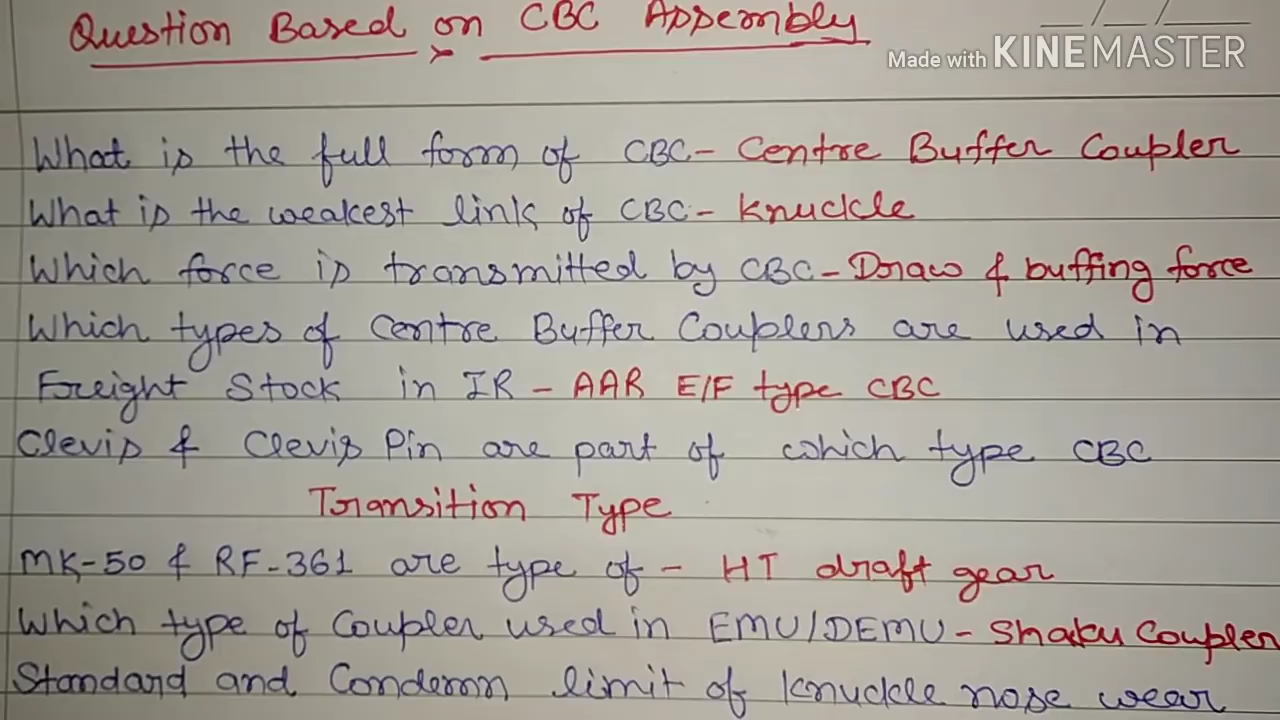 Question Based on CBC Assembly
__/__/____
Made with KINEMASTER
What is the full form of CBC - Centre Buffer Coupler
What is the weakest link of CBC - Knuckle
Which force is transmitted by CBC - Draw & buffing force
Which types of Centre Buffer Couplers are used in
Freight Stock in IR - AAR E/F type CBC
Clevis & Clevis Pin are part of which type CBC
Transition Type
MK-50 & RF-361 are type of - HT draft gear
Which type of Coupler used in EMU/DEMU - Shaku Coupler
Standard and Condemn limit of Knuckle nose wear